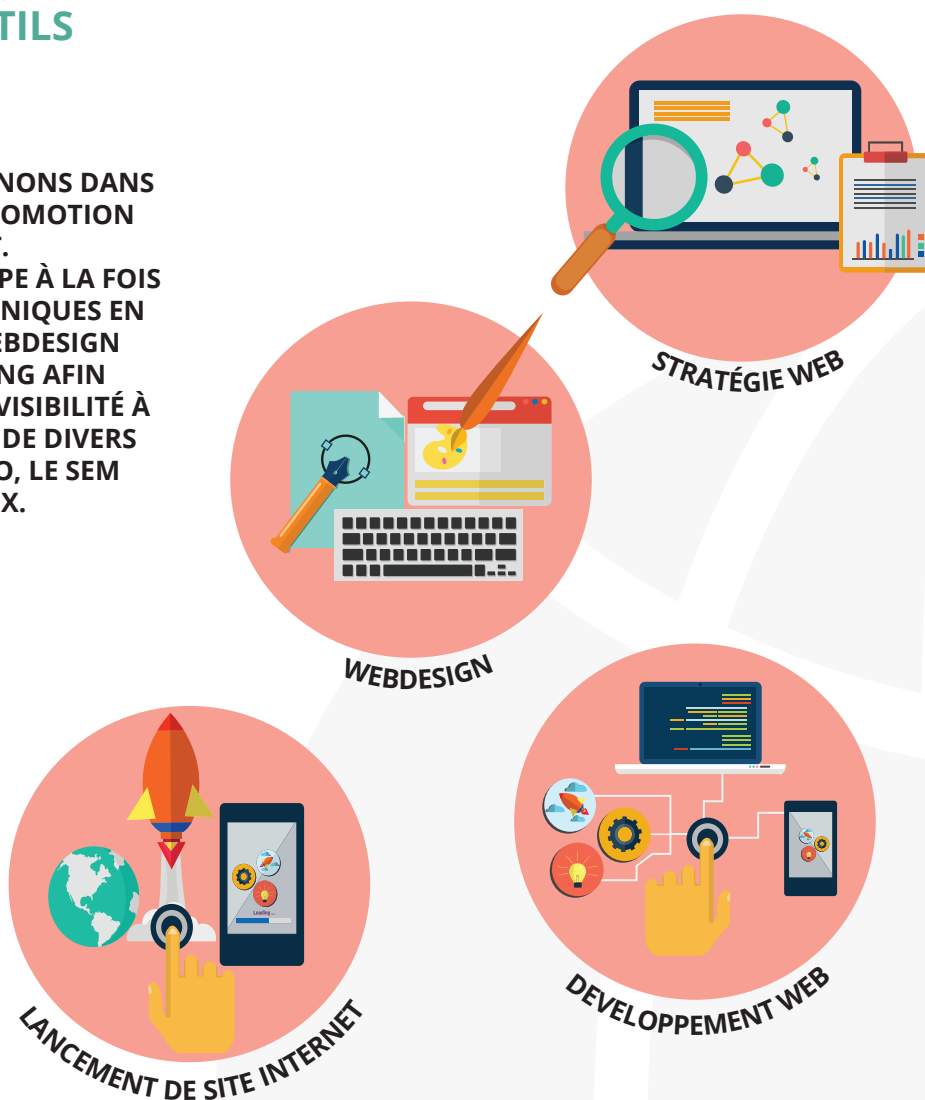 TILS
NONS DANS
OMOTION
T.
PE À LA FOIS
NIQUES EN
EBDESIGN
NG AFIN
VISIBILITÉ À
DE DIVERS
O, LE SEM
X.
STRATÉGIE WEB
WEBDESIGN
Loading...
DEVELOPPEMENT WEB
LANCEMENT DE SITE INTERNET